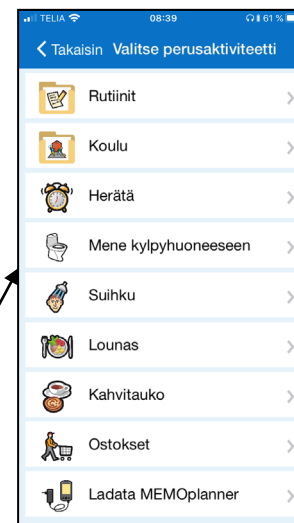 TELIA 08:39 61 %
Takaisin Valitse perusaktiviteetti
Rutiinit
Koulu
Herätä
Mene kylpyhuoneeseen
Suihku
Lounas
Kahvitauko
Ostokset
Ladata MEMOplanner